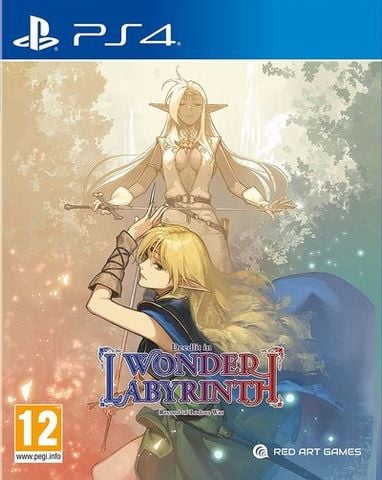 PS4
Deedlit in
WONDER
LABYRINTH
Record of Lodoss War
12
www.pegi.info
RED ART GAMES